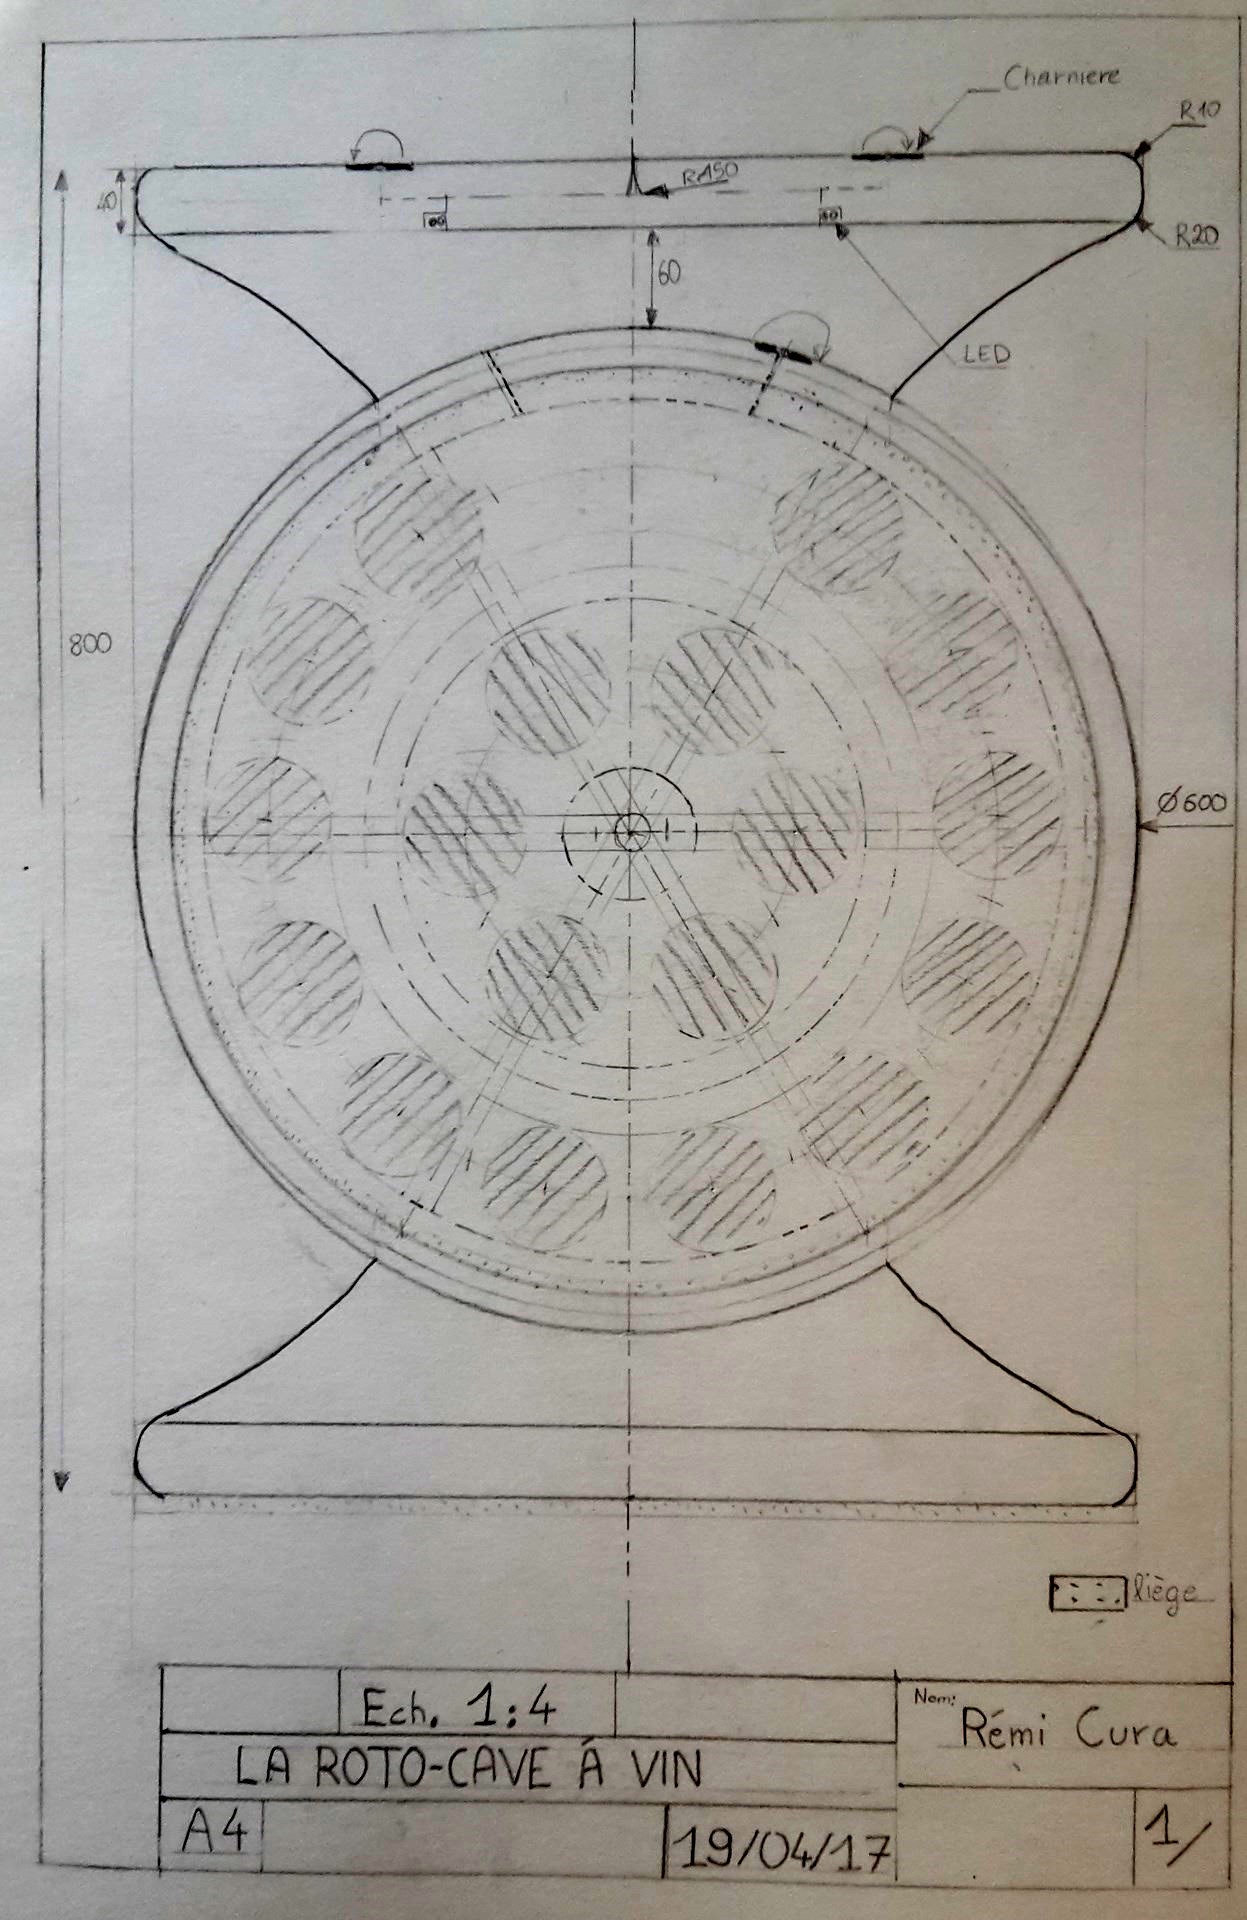 Charniere
R10
R450
40
R20
60
LED
800
Ø600
liège
Ech. 1:4
Nom:
Rémi Cura
LA ROTO-CAVE Á VIN
A4
19/04/17
1/